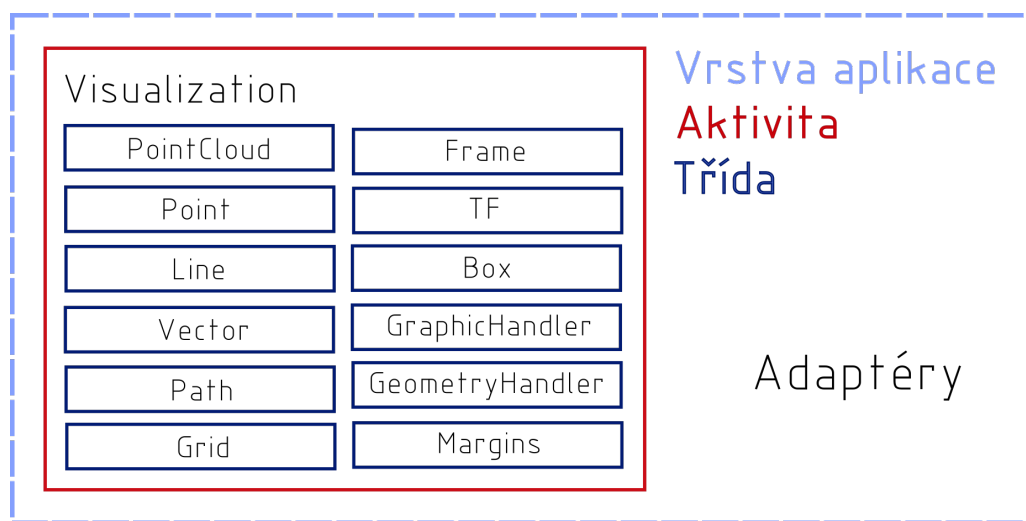 Visualization
PointCloud
Point
Line
Vector
Path
Grid
Frame
TF
Box
GraphicHandler
GeometryHandler
Margins
Vrstva aplikace
Aktivita
Třída
Adaptéry